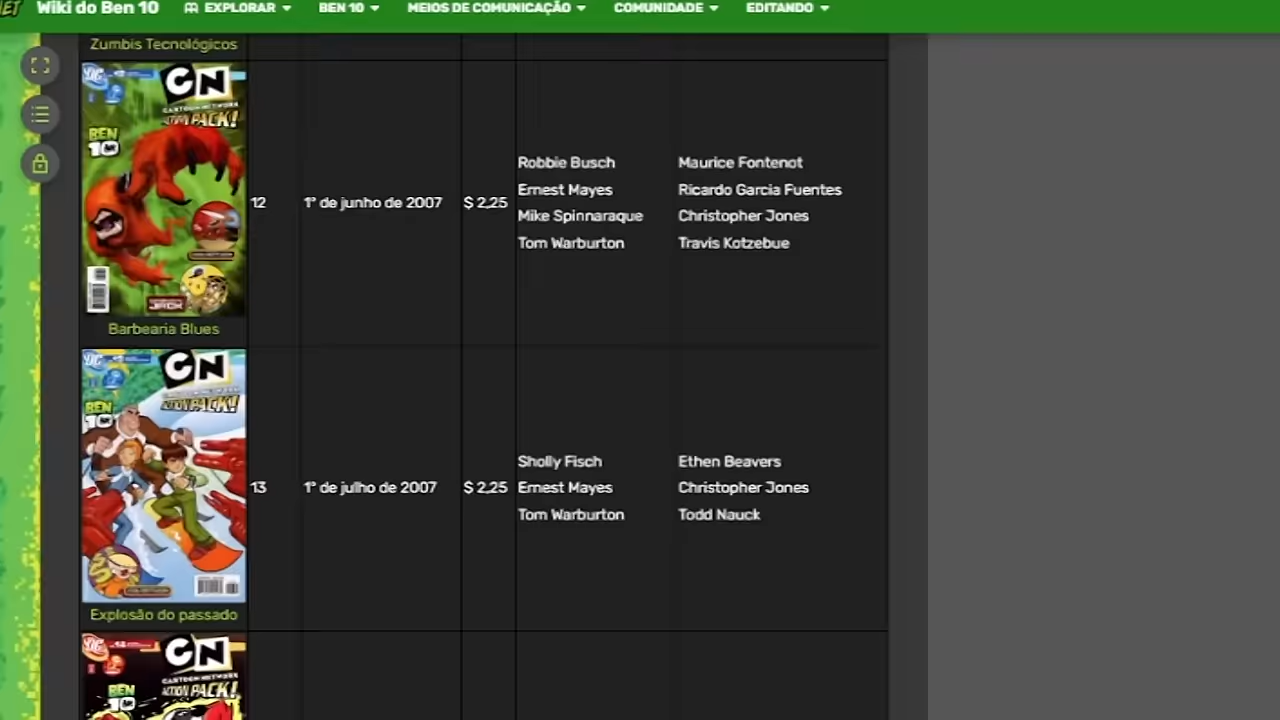 Wiki do Ben 10
EXPLORAR
BEN 10
MEIOS DE COMUNICAÇÃO
COMUNIDADE
EDITANDO
Zumbis Tecnológicos
DC
CN
CARTOON NETWORK
ACTION PACK!
BEN
10
JACK
Barbearia Blues
12
1º de junho de 2007
$ 2,25
Robbie Busch
Ernest Mayes
Mike Spinnaraque
Tom Warburton
Maurice Fontenot
Ricardo Garcia Fuentes
Christopher Jones
Travis Kotzebue
DC
CN
ACTION PACK!
BEN
10
Explosão do passado
13
1º de julho de 2007
$ 2,25
Sholly Fisch
Ernest Mayes
Tom Warburton
Ethen Beavers
Christopher Jones
Todd Nauck
DC
CN
CARTOON NETWORK
ACTION PACK!
BEN
10